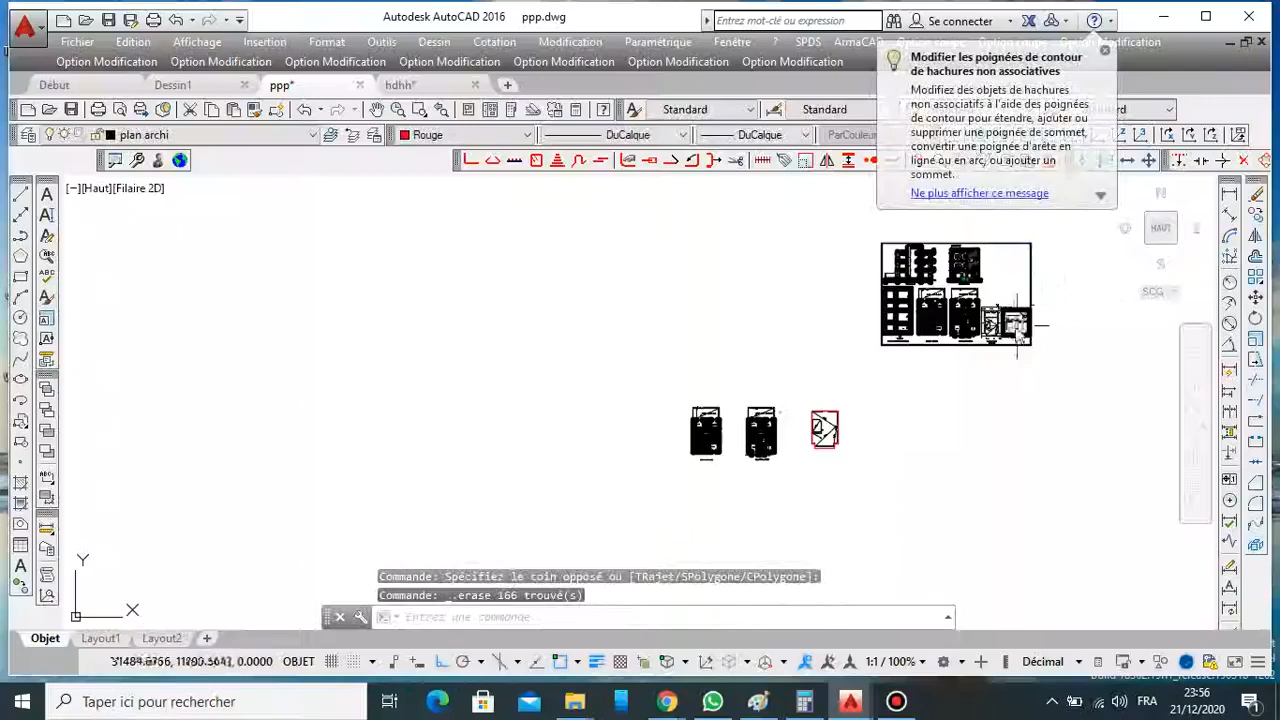 Autodesk AutoCAD 2016 ppp.dwg
Entrez mot-clé ou expression
Se connecter
Fichier Edition Affichage Insertion Format Outils Dessin Cotation Modification Paramétrique Fenêtre ? SPDS ArmaCAD Option coupe Option coupe Option Modification
Option Modification Option Modification Option Modification Option Modification Option Modification Option Modification
Début Dessin1 ppp* hdhh*
Standard Standard
plan archi Rouge DuCalque DuCalque ParCouleur
Modifier les poignées de contour
de hachures non associatives
Modifiez des objets de hachures
non associatifs à l'aide des poignées
de contour pour étendre, ajouter ou
supprimer une poignée de sommet,
convertir une poignée d'arête en
ligne ou en arc, ou ajouter un
sommet.
Ne plus afficher ce message
[−][Haut][Filaire 2D]
HAUT
SCG
Y
X
Commande: Spécifiez le coin opposé ou [TRajet/SPolygone/CPolygone]:
Commande: _.erase 166 trouvé(s)
Entrez une commande
Objet Layout1 Layout2 +
OBJET 1:1 / 100% Décimal
Taper ici pour rechercher
FRA
23:56
21/12/2020